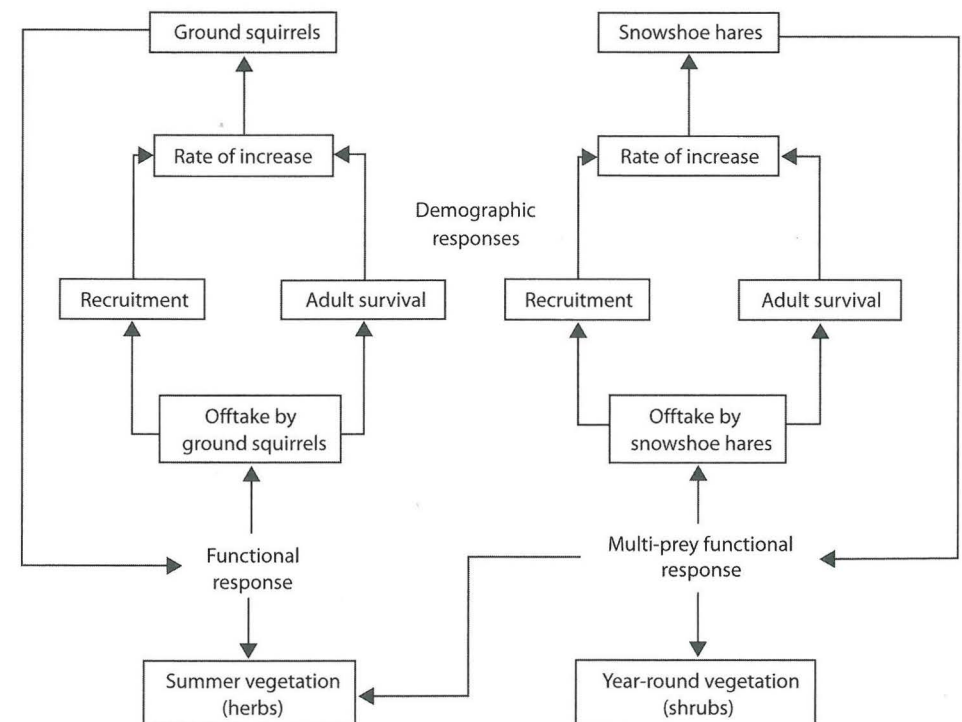 Ground squirrels
Snowshoe hares
Rate of increase
Rate of increase
Demographic
responses
Recruitment
Adult survival
Recruitment
Adult survival
Offtake by
ground squirrels
Offtake by
snowshoe hares
Functional
response
Multi-prey functional
response
Summer vegetation
(herbs)
Year-round vegetation
(shrubs)